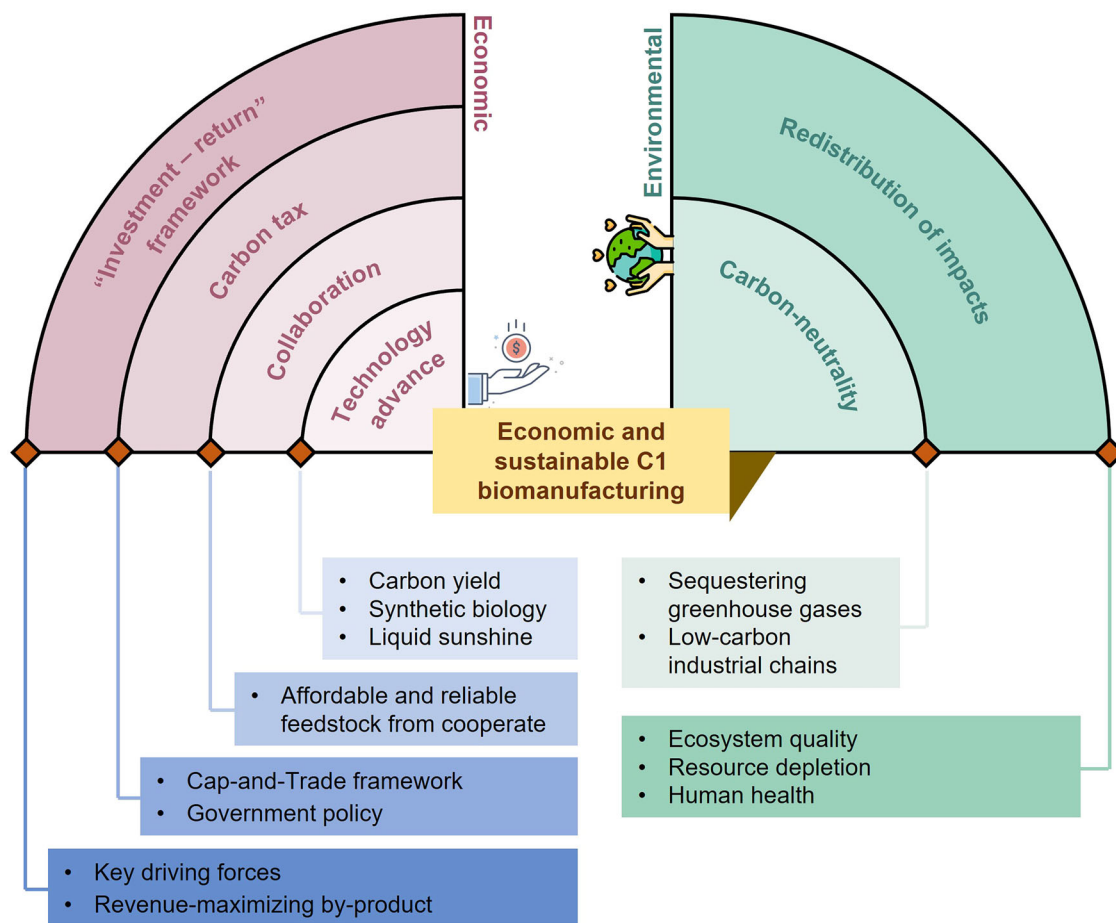 Economic
Environmental
“Investment – return”
framework
Carbon tax
Collaboration
Technology
advance
$
Redistribution of impacts
Carbon-neutrality
Economic and
sustainable C1
biomanufacturing
• Carbon yield
• Synthetic biology
• Liquid sunshine
• Affordable and reliable
feedstock from cooperate
• Cap-and-Trade framework
• Government policy
• Key driving forces
• Revenue-maximizing by-product
• Sequestering
greenhouse gases
• Low-carbon
industrial chains
• Ecosystem quality
• Resource depletion
• Human health